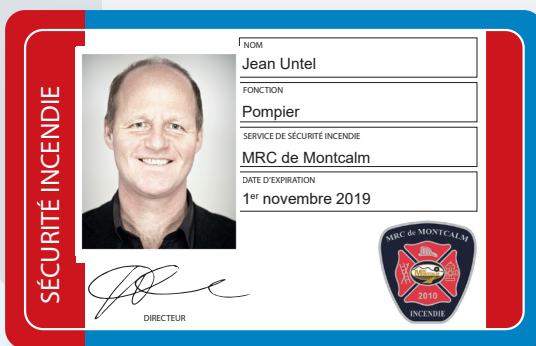 SÉCURITÉ INCENDIE
NOM
Jean Untel
FONCTION
Pompier
SERVICE DE SÉCURITÉ INCENDIE
MRC de Montcalm
DATE D'EXPIRATION
1er novembre 2019
DIRECTEUR
MRC de MONTCALM
2010
INCENDIE